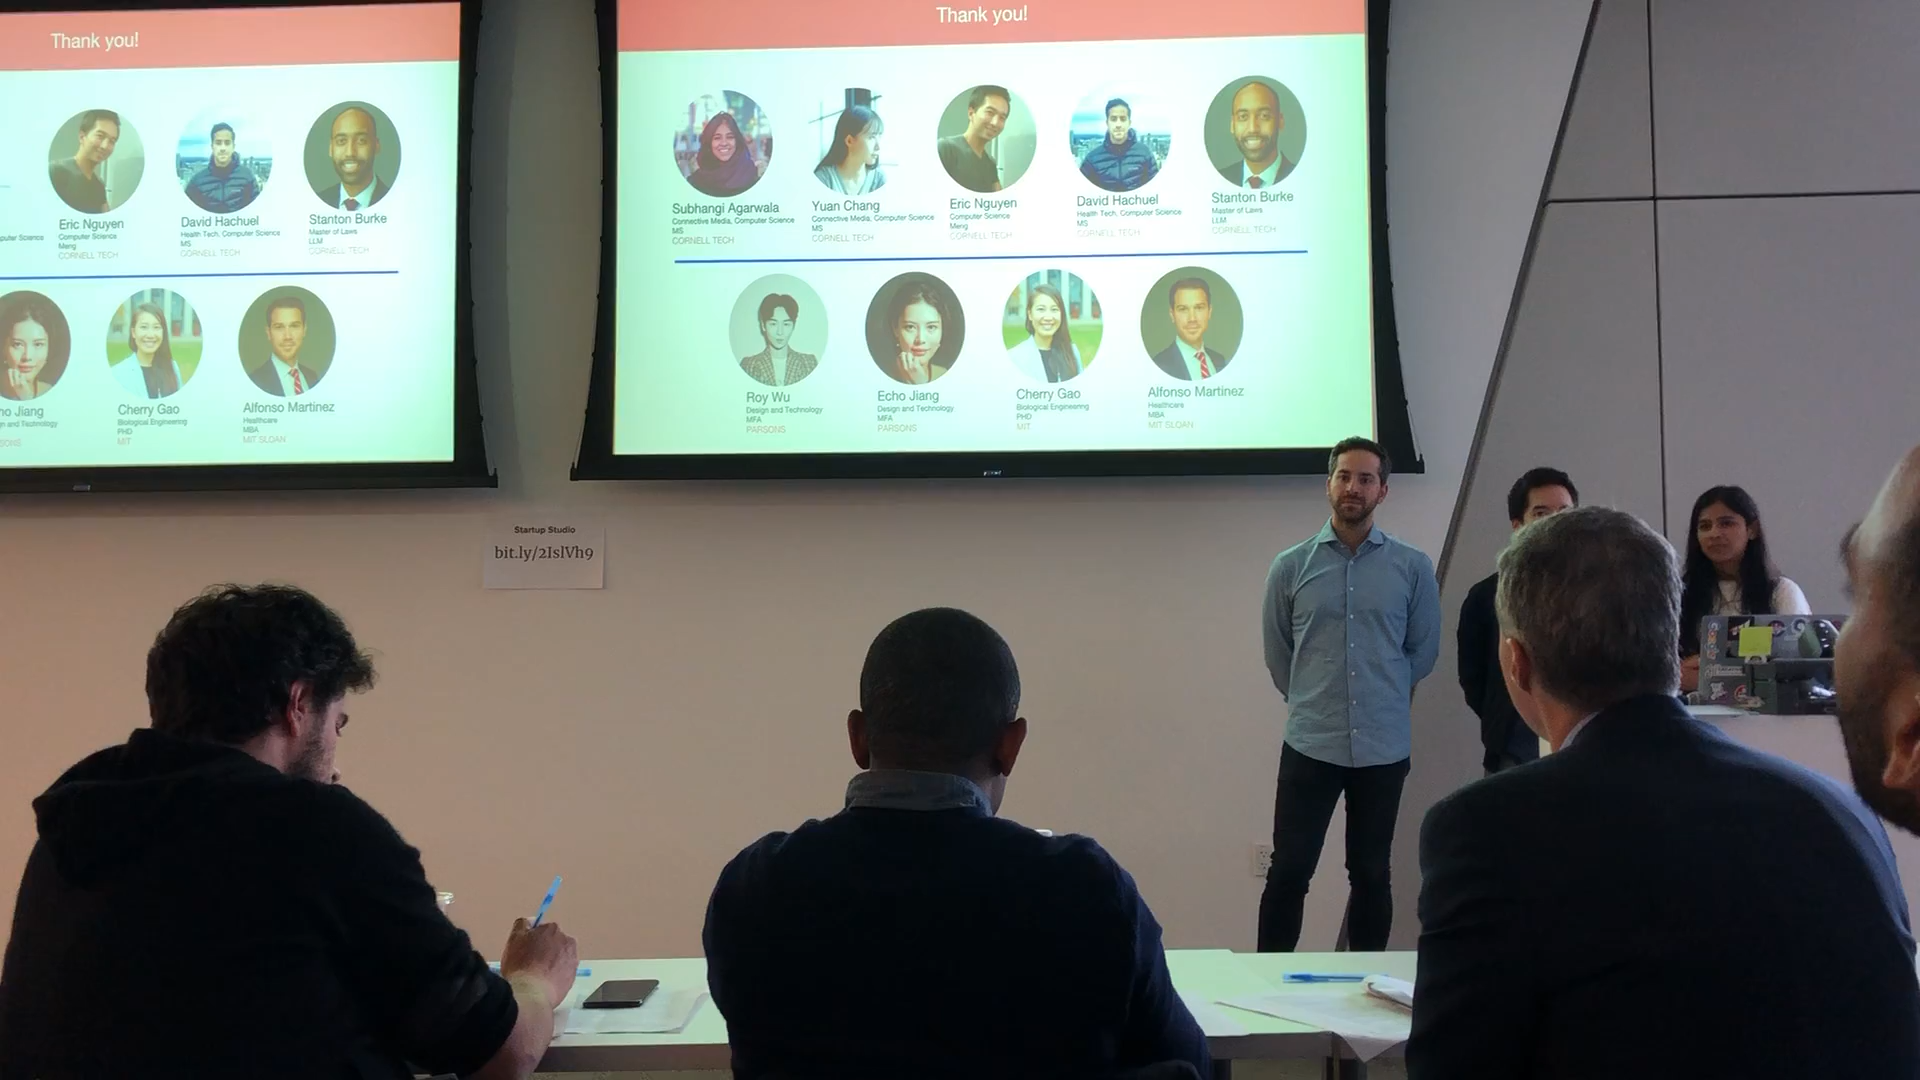 Thank you!
Eric Nguyen
Computer Science
Meng
CORNELL TECH
David Hachuel
Health Tech, Computer Science
MS
CORNELL TECH
Stanton Burke
Master of Laws
LLM
CORNELL TECH
Cherry Gao
Biological Engineering
PHD
MIT
Alfonso Martinez
Healthcare
MBA
MIT SLOAN
Thank you!
Subhangi Agarwala
Connective Media, Computer Science
MS
CORNELL TECH
Yuan Chang
Connective Media, Computer Science
MS
CORNELL TECH
Eric Nguyen
Computer Science
Meng
CORNELL TECH
David Hachuel
Health Tech, Computer Science
MS
CORNELL TECH
Stanton Burke
Master of Laws
LLM
CORNELL TECH
Roy Wu
Design and Technology
MFA
PARSONS
Echo Jiang
Design and Technology
MFA
PARSONS
Cherry Gao
Biological Engineering
PHD
MIT
Alfonso Martinez
Healthcare
MBA
MIT SLOAN
Startup Studio
bit.ly/2IslVh9